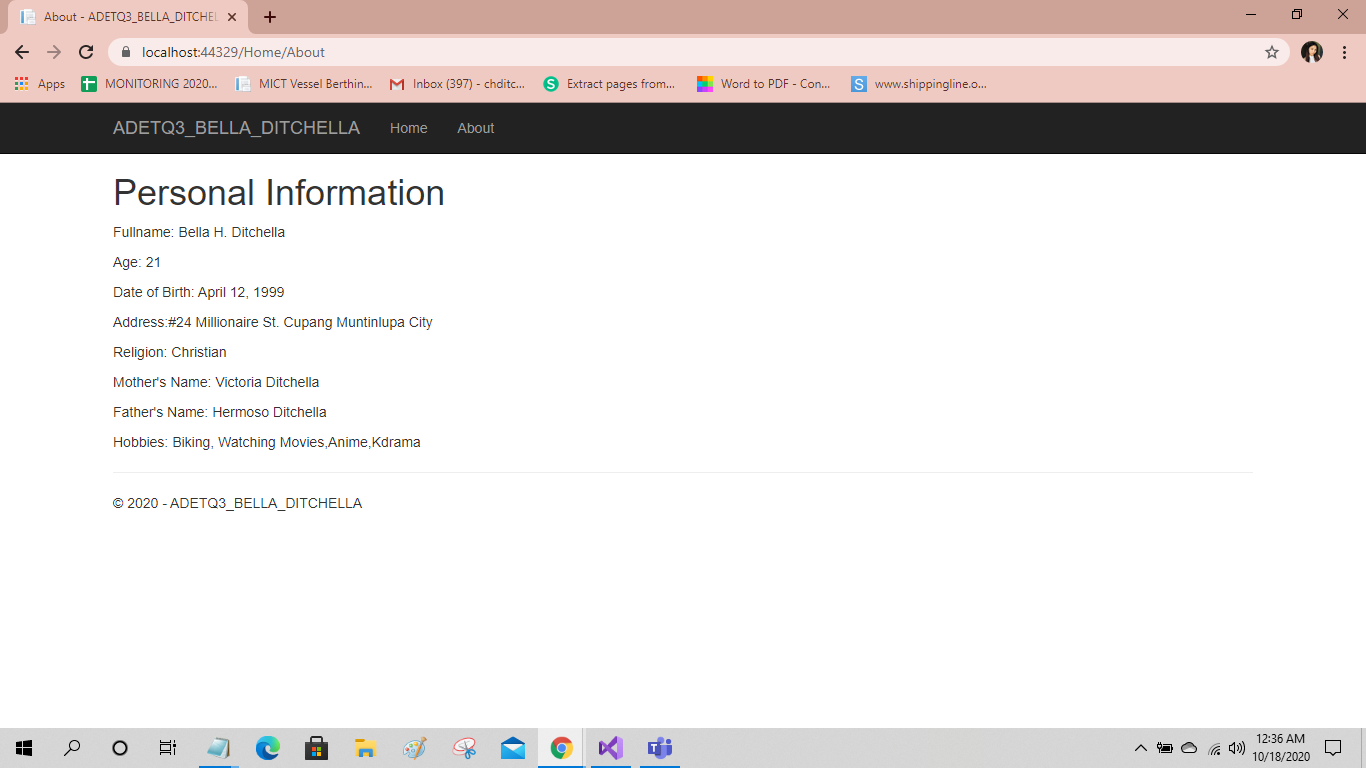 About - ADETQ3_BELLA_DITCHEL
localhost:44329/Home/About
Apps MONITORING 2020... MICT Vessel Berthin... Inbox (397) - chditc... Extract pages from... Word to PDF - Con... www.shippingline.o...
ADETQ3_BELLA_DITCHELLA Home About
Personal Information
Fullname: Bella H. Ditchella
Age: 21
Date of Birth: April 12, 1999
Address:#24 Millionaire St. Cupang Muntinlupa City
Religion: Christian
Mother's Name: Victoria Ditchella
Father's Name: Hermoso Ditchella
Hobbies: Biking, Watching Movies,Anime,Kdrama
© 2020 - ADETQ3_BELLA_DITCHELLA
12:36 AM
10/18/2020